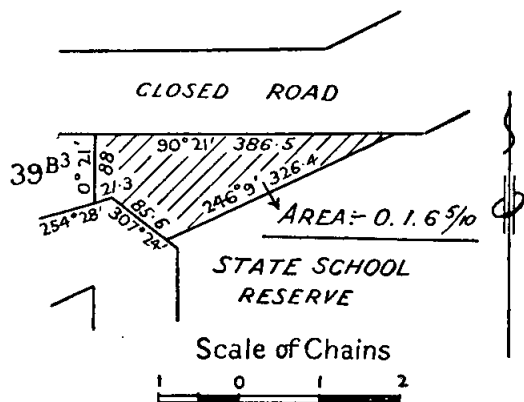 CLOSED ROAD
90°21' 386.5
39B3
0°21'
88
21.3
85.6
246°9' 326.4
254°28'
307°24'
AREA:- 0. 1. 6 5/10
STATE SCHOOL
RESERVE
Scale of Chains
1 0 1 2